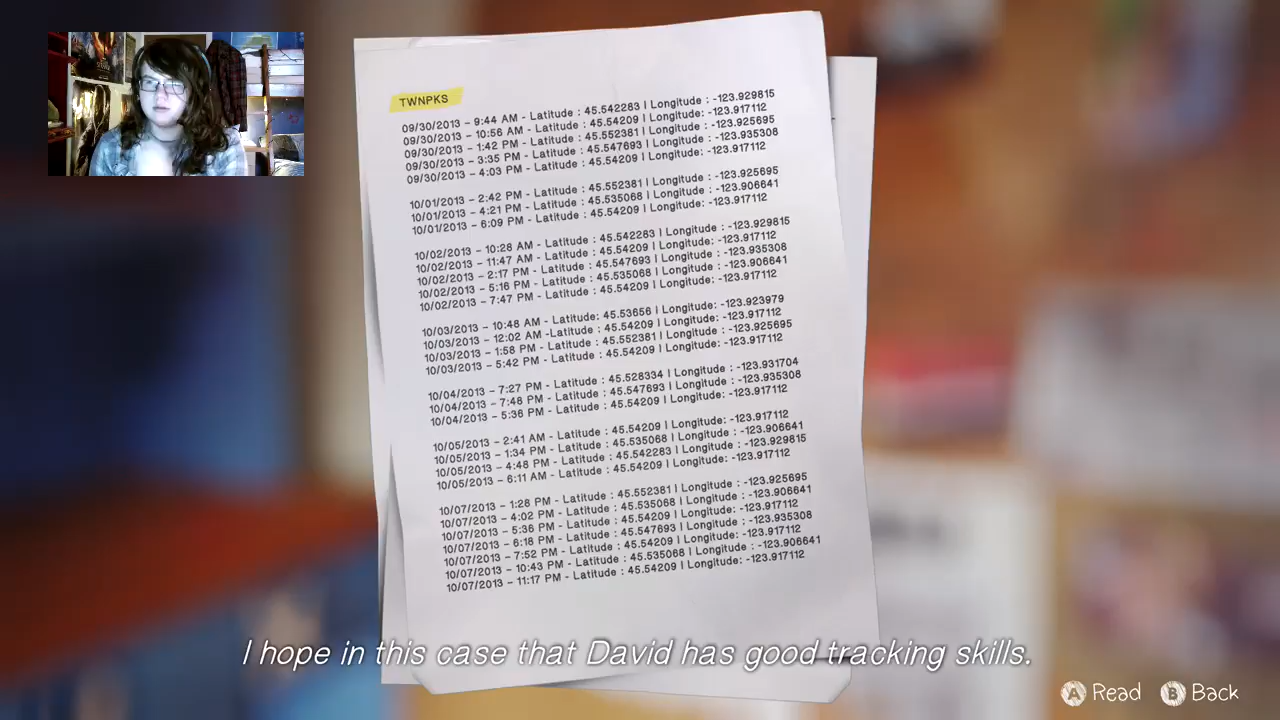 TWNPKS
09/30/2013 - 9:44 AM - Latitude : 45.542283 | Longitude : -123.929815
09/30/2013 - 10:56 AM - Latitude : 45.54209 | Longitude: -123.917112
09/30/2013 - 1:42 PM - Latitude : 45.552381 | Longitude : -123.925695
09/30/2013 - 3:35 PM - Latitude : 45.547693 | Longitude : -123.935308
09/30/2013 - 4:03 PM - Latitude : 45.54209 | Longitude: -123.917112
10/01/2013 - 2:42 PM - Latitude : 45.552381 | Longitude : -123.925695
10/01/2013 - 4:21 PM - Latitude : 45.535068 | Longitude : -123.906641
10/01/2013 - 6:09 PM - Latitude : 45.54209 | Longitude: -123.917112
10/02/2013 - 10:28 AM - Latitude : 45.542283 | Longitude : -123.929815
10/02/2013 - 11:47 AM - Latitude : 45.54209 | Longitude: -123.917112
10/02/2013 - 2:17 PM - Latitude : 45.547693 | Longitude : -123.935308
10/02/2013 - 5:16 PM - Latitude : 45.535068 | Longitude : -123.906641
10/02/2013 - 7:47 PM - Latitude : 45.54209 | Longitude: -123.917112
10/03/2013 - 10:48 AM - Latitude: 45.53656 | Longitude: -123.923979
10/03/2013 - 12:02 AM -Latitude : 45.54209 | Longitude: -123.917112
10/03/2013 - 1:58 PM - Latitude : 45.552381 | Longitude : -123.925695
10/03/2013 - 5:42 PM - Latitude : 45.54209 | Longitude: -123.917112
10/04/2013 - 7:27 PM - Latitude : 45.528334 | Longitude : -123.931704
10/04/2013 - 7:48 PM - Latitude : 45.547693 | Longitude : -123.935308
10/04/2013 - 5:36 PM - Latitude : 45.54209 | Longitude: -123.917112
10/05/2013 - 2:41 AM - Latitude : 45.54209 | Longitude: -123.917112
10/05/2013 - 1:34 PM - Latitude : 45.535068 | Longitude : -123.906641
10/05/2013 - 4:48 PM - Latitude : 45.542283 | Longitude : -123.929815
10/05/2013 - 6:11 AM - Latitude : 45.54209 | Longitude: -123.917112
10/07/2013 - 1:28 PM - Latitude : 45.552381 | Longitude : -123.925695
10/07/2013 - 4:02 PM - Latitude : 45.535068 | Longitude : -123.906641
10/07/2013 - 5:36 PM - Latitude : 45.54209 | Longitude: -123.917112
10/07/2013 - 6:18 PM - Latitude : 45.547693 | Longitude : -123.935308
10/07/2013 - 7:52 PM - Latitude : 45.54209 | Longitude: -123.917112
10/07/2013 - 10:43 PM - Latitude : 45.535068 | Longitude : -123.906641
10/07/2013 - 11:17 PM - Latitude : 45.54209 | Longitude: -123.917112
I hope in this case that David has good tracking skills.
A Read B Back